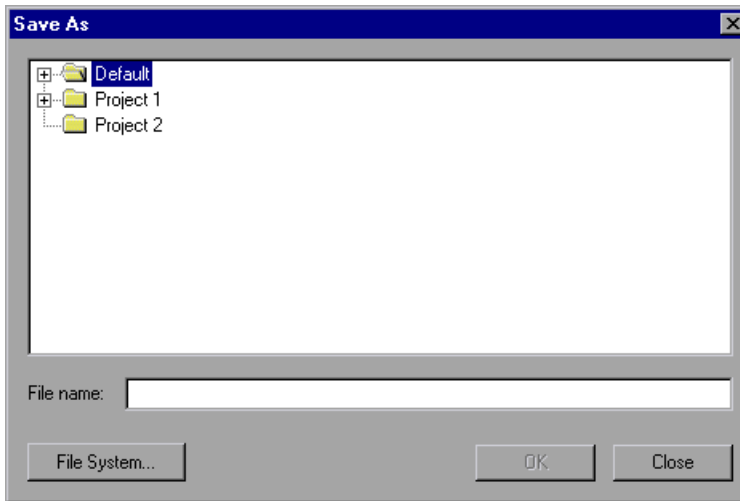 Save As
Default
Project 1
Project 2
File name:
File System... OK Close